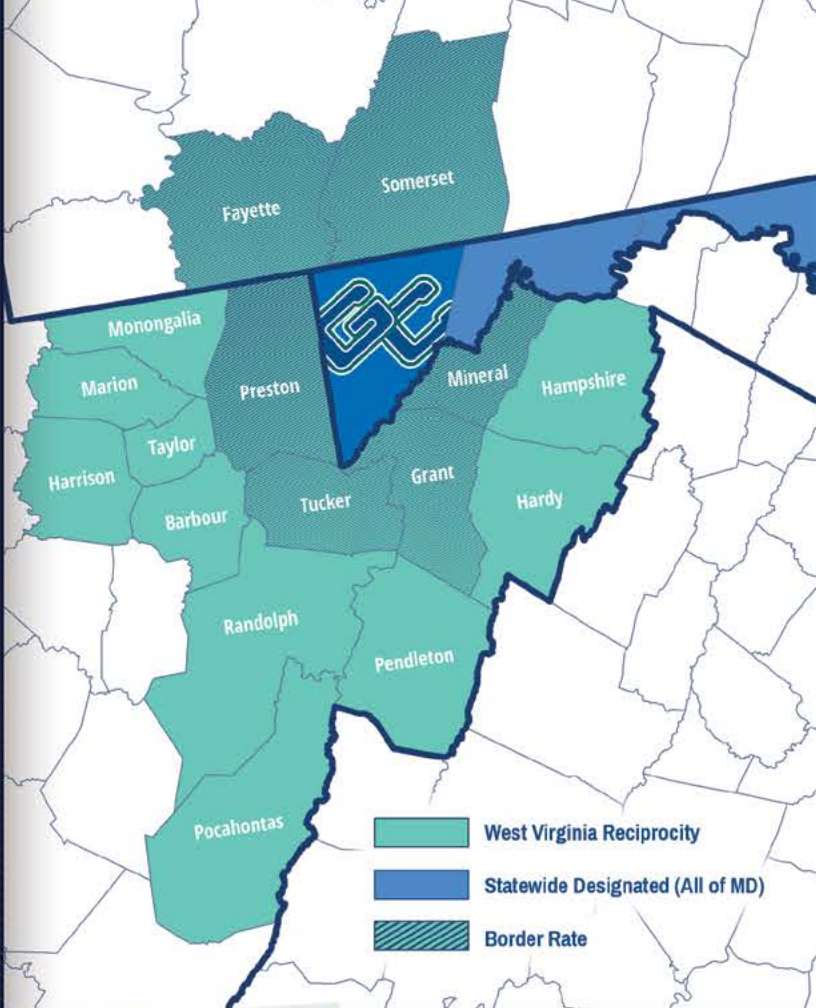 Somerset
Fayette
Monongalia
Marion
Preston
Mineral
Hampshire
Taylor
Harrison
Grant
Tucker
Hardy
Barbour
Randolph
Pendleton
Pocahontas
West Virginia Reciprocity
Statewide Designated (All of MD)
Border Rate
GC